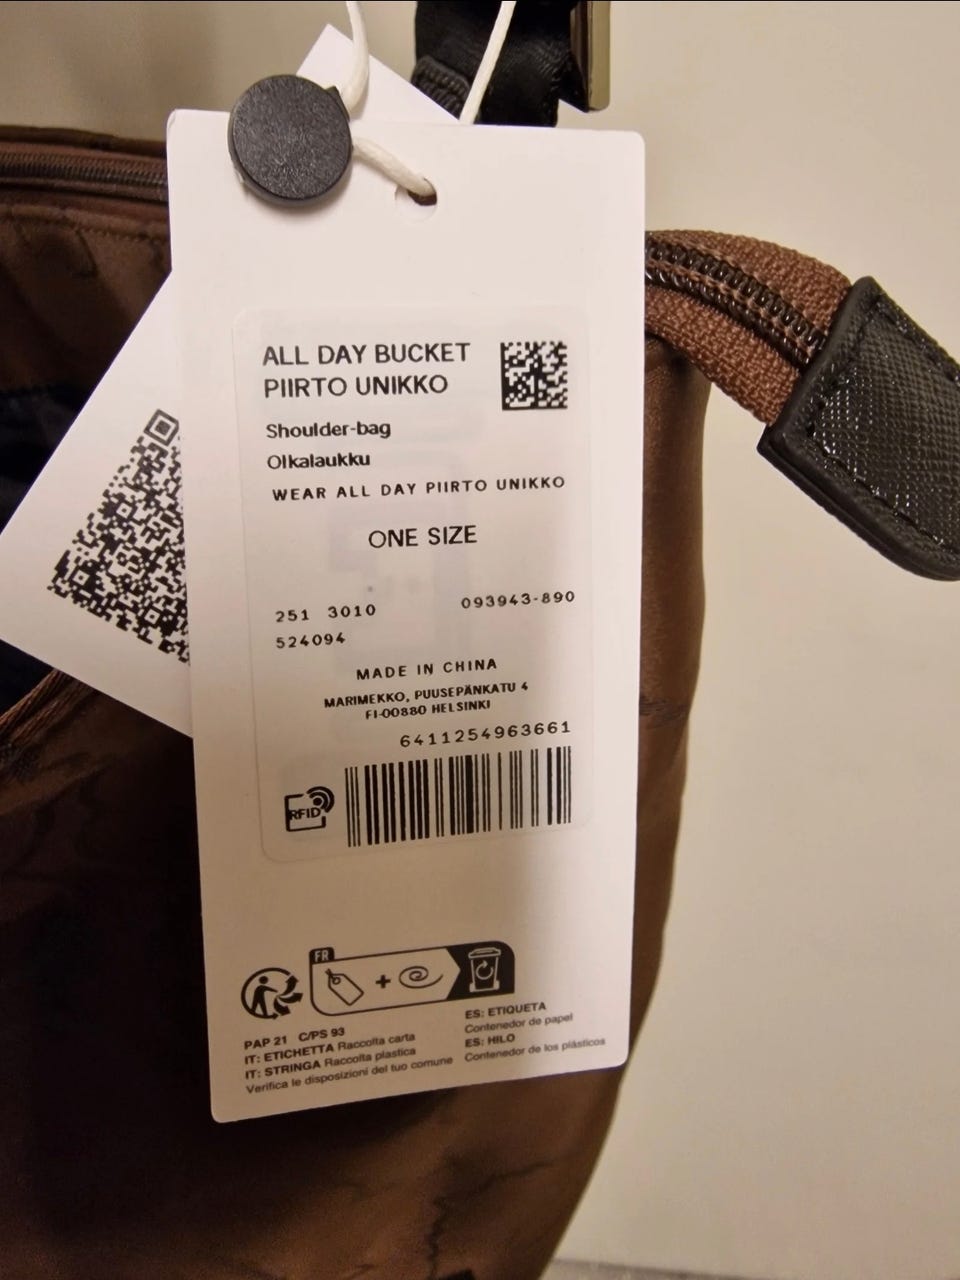 ALL DAY BUCKET
PIIRTO UNIKKO
Shoulder-bag
Olkalaukku
WEAR ALL DAY PIIRTO UNIKKO
ONE SIZE
251 3010 093943-890
524094
MADE IN CHINA
MARIMEKKO, PUUSEPÄNKATU 4
FI-00880 HELSINKI
6411254963661
RFID
FR
+
PAP 21 C/PS 93
IT: ETICHETTA Raccolta carta
IT: STRINGA Raccolta plastica
Verifica le disposizioni del tuo comune
ES: ETIQUETA
Contenedor de papel
ES: HILO
Contenedor de los plásticos